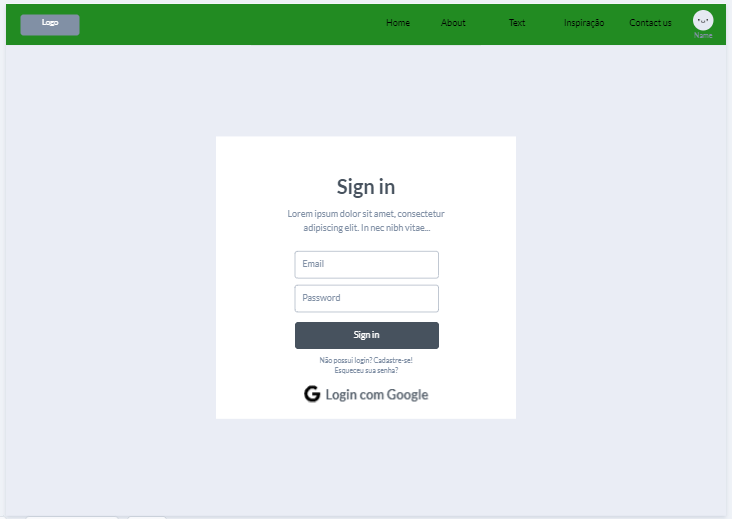 Logo
Home About Text Inspiração Contact us
Name
Sign in
Lorem ipsum dolor sit amet, consectetur
adipiscing elit. In nec nibh vitae...
Email
Password
Sign in
Não possui login? Cadastre-se!
Esqueceu sua senha?
G Login com Google